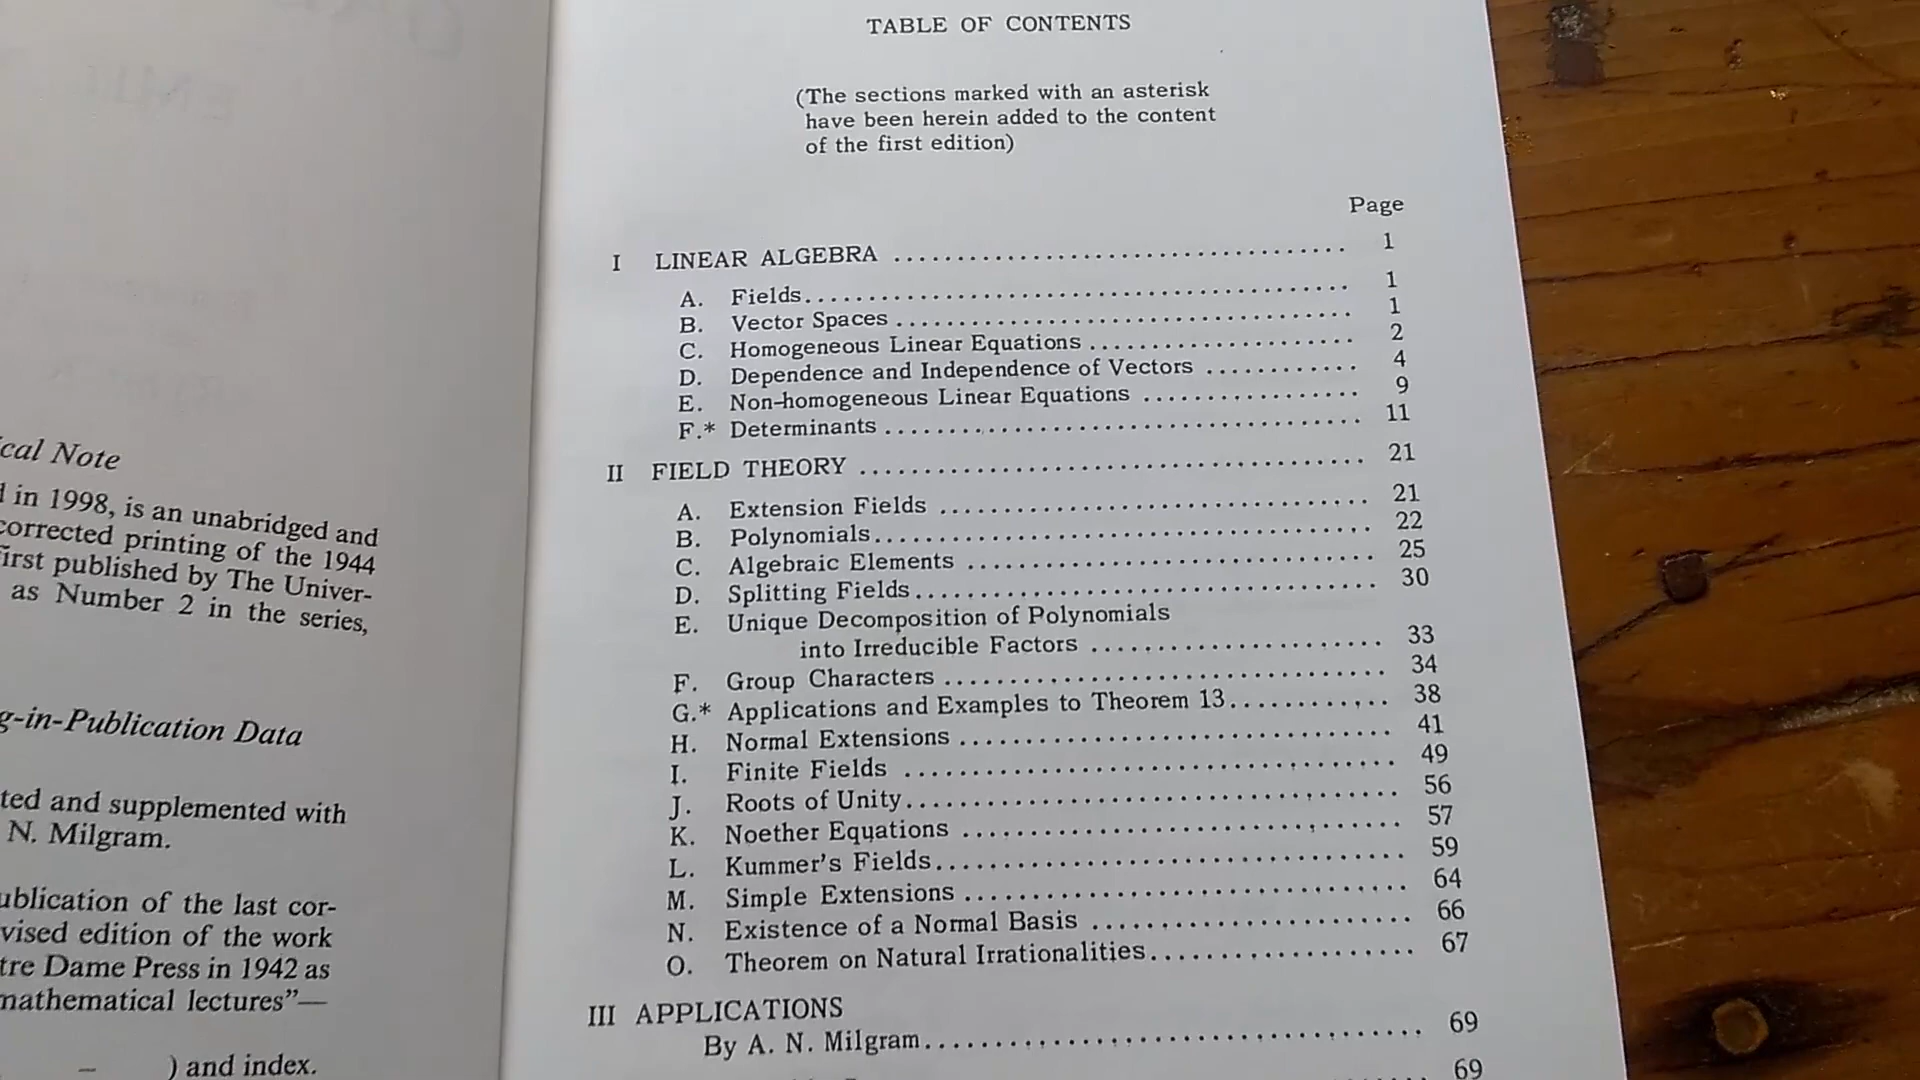 cal Note
in 1998, is an unabridged and
corrected printing of the 1944
first published by The Univer-
as Number 2 in the series,
g-in-Publication Data
ted and supplemented with
N. Milgram.
ublication of the last cor-
vised edition of the work
tre Dame Press in 1942 as
mathematical lectures”—
) and index.
TABLE OF CONTENTS
(The sections marked with an asterisk
have been herein added to the content
of the first edition)
Page
I LINEAR ALGEBRA .................................... 1
A. Fields........................................... 1
B. Vector Spaces .................................... 1
C. Homogeneous Linear Equations ..................... 2
D. Dependence and Independence of Vectors ............ 4
E. Non-homogeneous Linear Equations ................. 9
F.* Determinants ..................................... 11
II FIELD THEORY ........................................ 21
A. Extension Fields .................................. 21
B. Polynomials....................................... 22
C. Algebraic Elements ................................ 25
D. Splitting Fields.................................... 30
E. Unique Decomposition of Polynomials
into Irreducible Factors ....................... 33
F. Group Characters ................................... 34
G.* Applications and Examples to Theorem 13............. 38
H. Normal Extensions .................................. 41
I. Finite Fields ...................................... 49
J. Roots of Unity....................................... 56
K. Noether Equations ................................... 57
L. Kummer's Fields..................................... 59
M. Simple Extensions ................................... 64
N. Existence of a Normal Basis ......................... 66
O. Theorem on Natural Irrationalities..................... 67
III APPLICATIONS
By A. N. Milgram....................................... 69
69